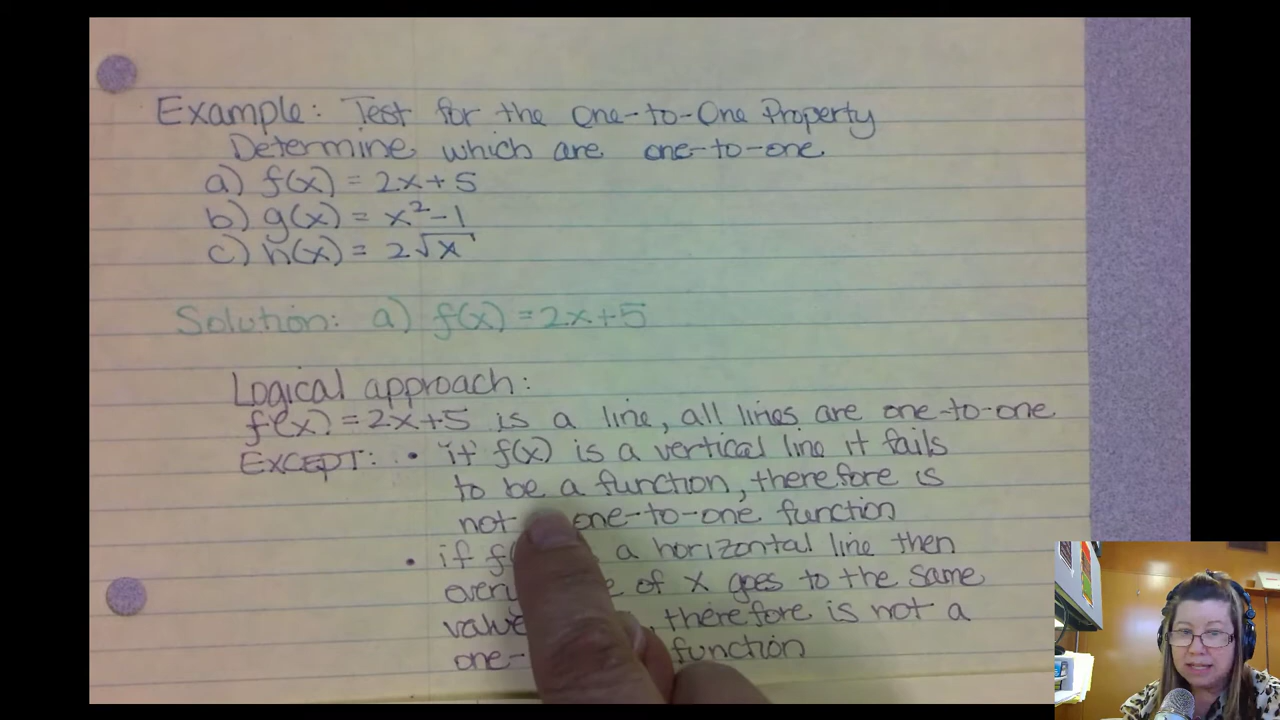 Example: Test for the One-to-One Property
Determine which are one-to-one
a) f(x) = 2x+5
b) g(x) = x²-1
c) h(x) = 2√x
Solution: a) f(x) = 2x+5
Logical approach:
f(x) = 2x+5 is a line, all lines are one-to-one
EXCEPT: • if f(x) is a vertical line it fails
to be a function, therefore is
not one-to-one function
• if a horizontal line then
of x goes to the same
value , therefore is not a
one- function